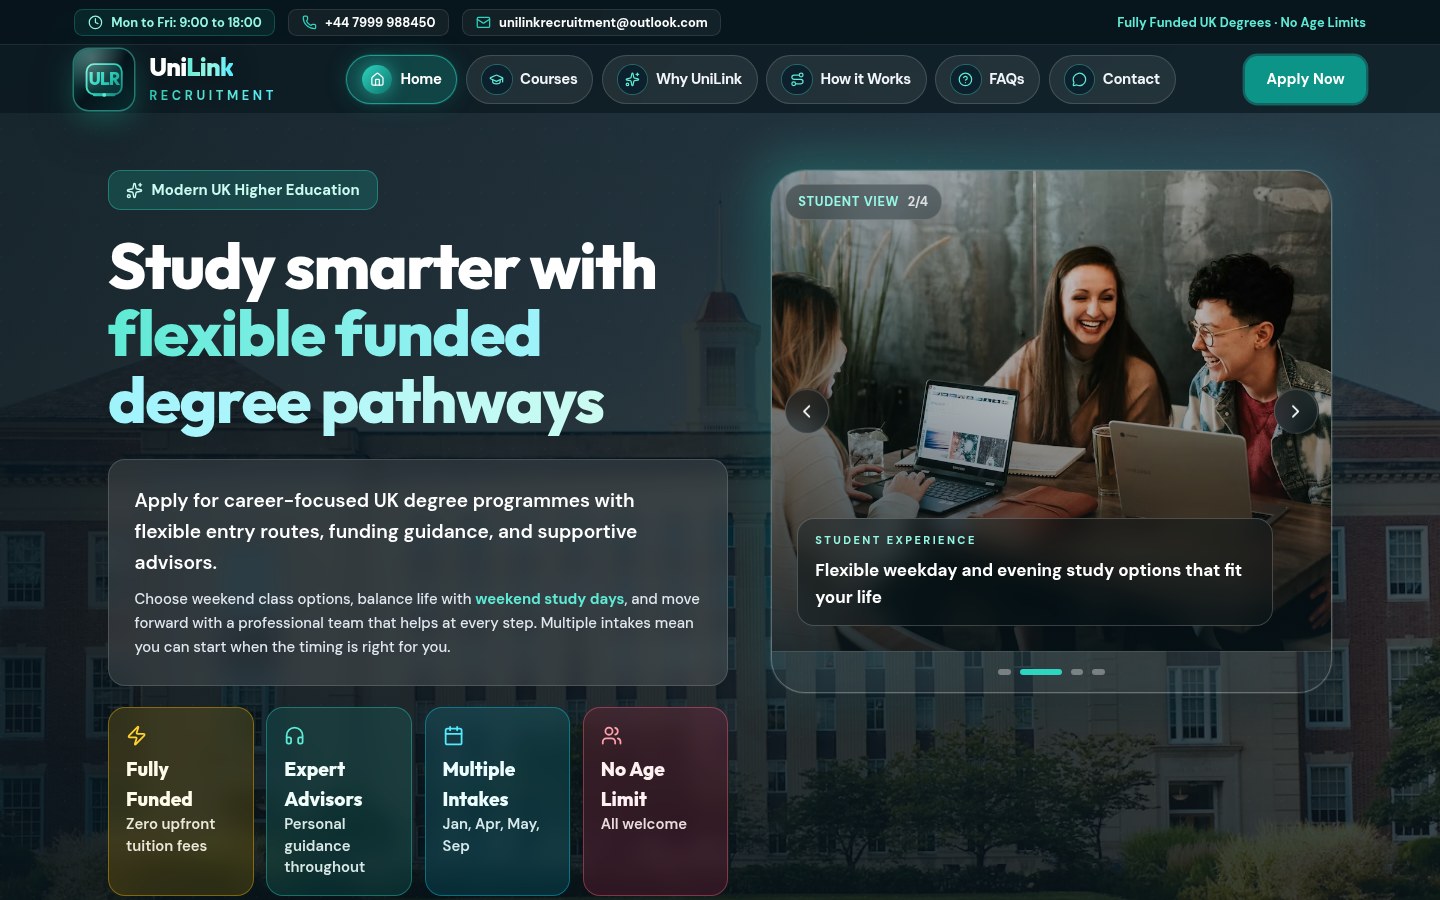 Mon to Fri: 9:00 to 18:00
+44 7999 988450
unilinkrecruitment@outlook.com
Fully Funded UK Degrees · No Age Limits
ULR
UniLink
RECRUITMENT
Home
Courses
Why UniLink
How it Works
FAQs
Contact
Apply Now
Modern UK Higher Education
Study smarter with
flexible funded
degree pathways
Apply for career-focused UK degree programmes with
flexible entry routes, funding guidance, and supportive
advisors.
Choose weekend class options, balance life with weekend study days, and move
forward with a professional team that helps at every step. Multiple intakes mean
you can start when the timing is right for you.
Fully
Funded
Zero upfront
tuition fees
Expert
Advisors
Personal
guidance
throughout
Multiple
Intakes
Jan, Apr, May,
Sep
No Age
Limit
All welcome
STUDENT VIEW 2/4
STUDENT EXPERIENCE
Flexible weekday and evening study options that fit
your life